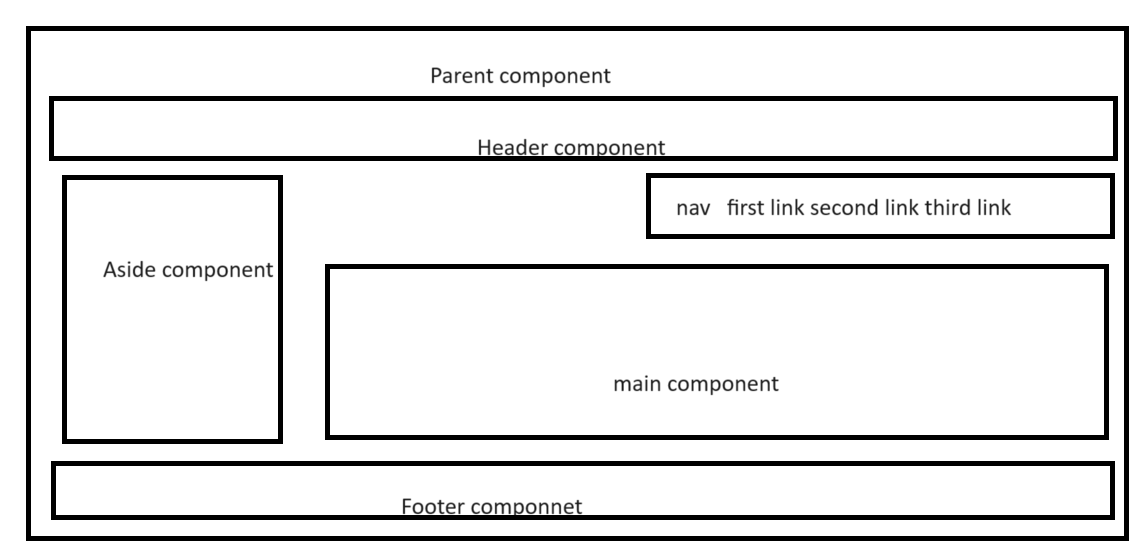 Parent component
Header component
nav first link second link third link
Aside component
main component
Footer componnet